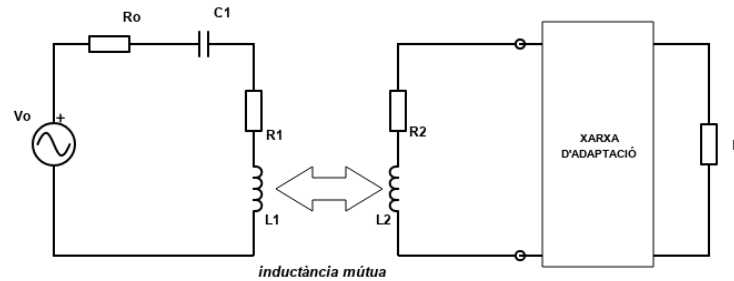 Ro
C1
Vo
+
R1
R2
XARXA
D'ADAPTACIÓ
L1
L2
inductància mútua